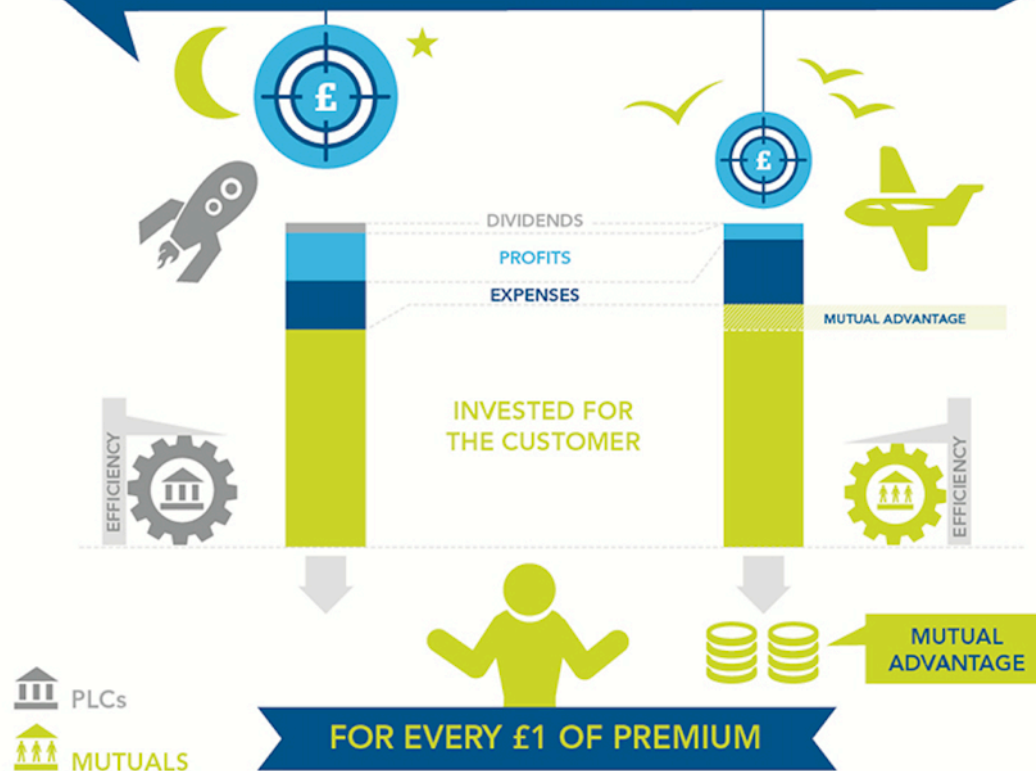 £
£
DIVIDENDS
PROFITS
EXPENSES
MUTUAL ADVANTAGE
INVESTED FOR
THE CUSTOMER
EFFICIENCY
EFFICIENCY
MUTUAL
ADVANTAGE
PLCs
MUTUALS
FOR EVERY £1 OF PREMIUM